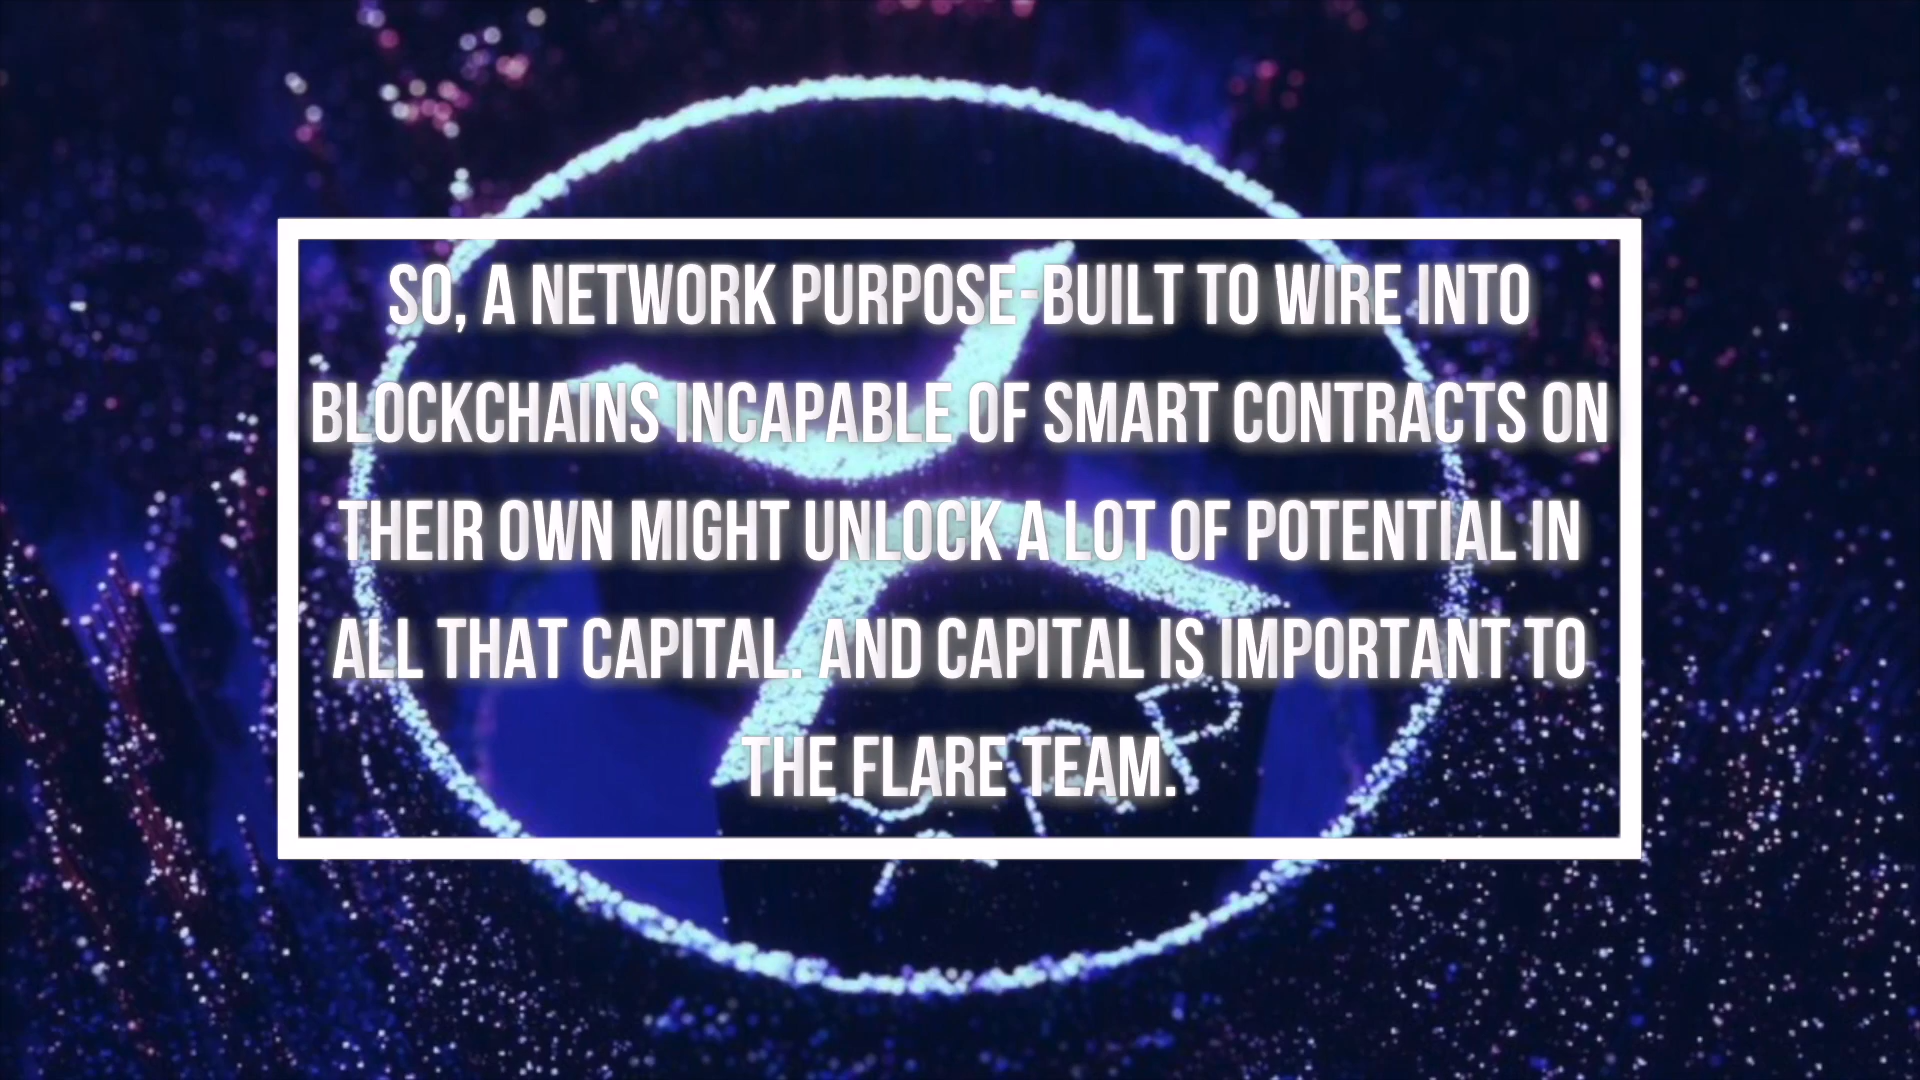 SO, A NETWORK PURPOSE-BUILT TO WIRE INTO
BLOCKCHAINS INCAPABLE OF SMART CONTRACTS ON
THEIR OWN MIGHT UNLOCK A LOT OF POTENTIAL IN
ALL THAT CAPITAL. AND CAPITAL IS IMPORTANT TO
THE FLARE TEAM.